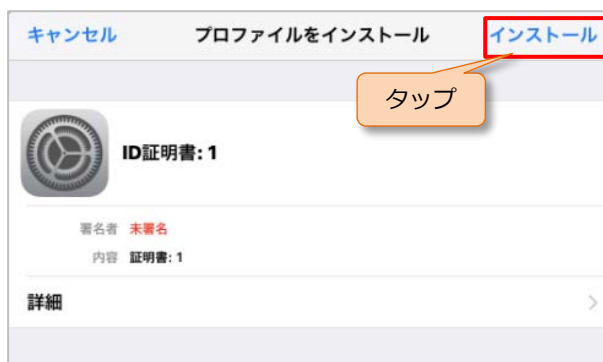 キャンセル プロファイルをインストール インストール
タップ
ID証明書: 1
署名者 未署名
内容 証明書: 1
詳細